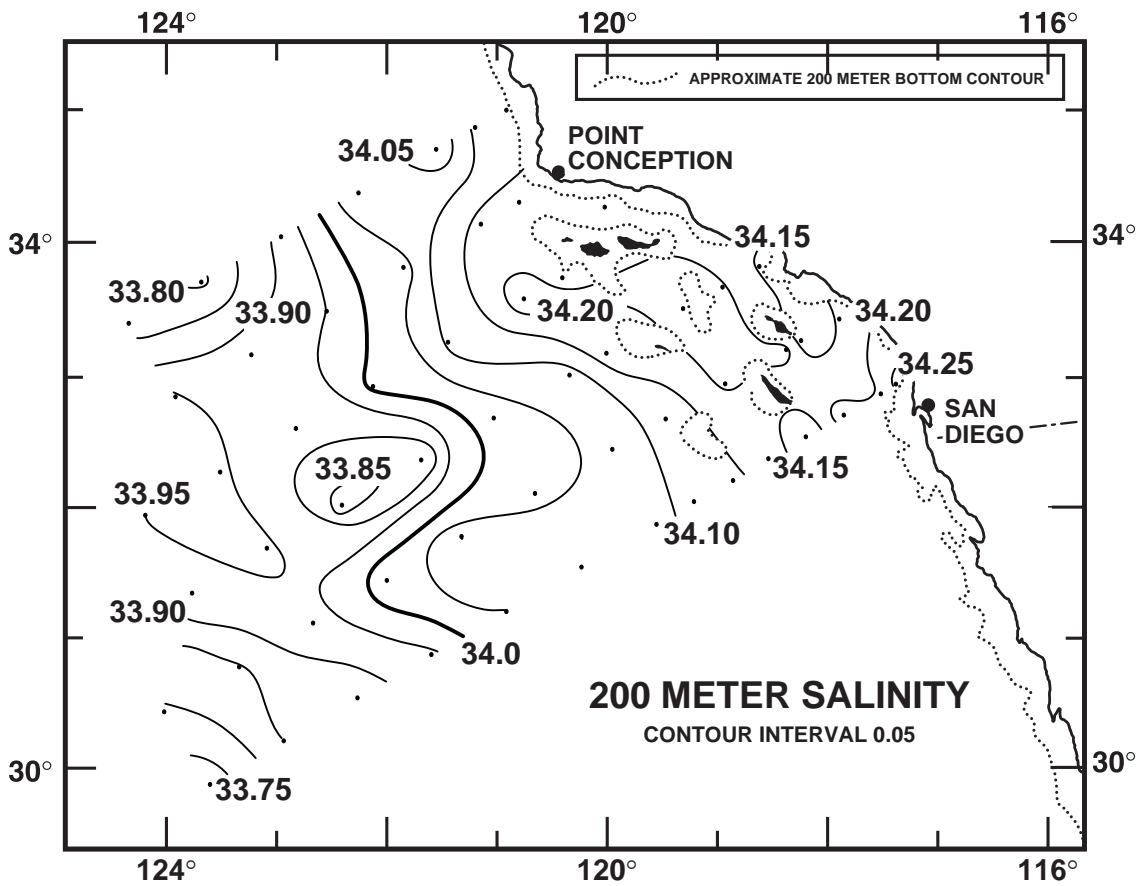 124° 120° 116°
APPROXIMATE 200 METER BOTTOM CONTOUR
POINT
CONCEPTION
34.05
34° 34.15 34°
33.80
33.90 34.20 34.20
34.25
SAN
DIEGO
33.85 34.15
33.95
34.10
33.90
34.0
200 METER SALINITY
CONTOUR INTERVAL 0.05
30° 30°
33.75
124° 120° 116°